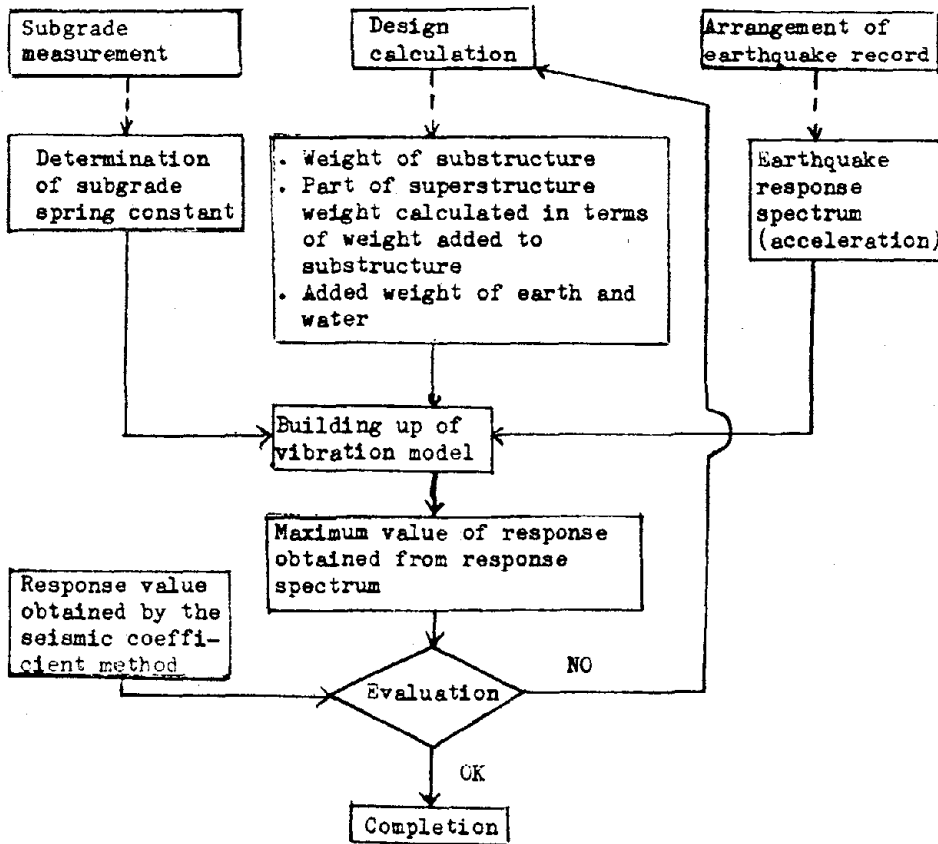 Subgrade
measurement
Design
calculation
Arrangement of
earthquake record
Determination
of subgrade
spring constant
. Weight of substructure
. Part of superstructure
weight calculated in terms
of weight added to
substructure
. Added weight of earth and
water
Earthquake
response
spectrum
(acceleration)
Building up of
vibration model
Maximum value of response
obtained from response
spectrum
Response value
obtained by the
seismic coeffi-
cient method
Evaluation
NO
OK
Completion